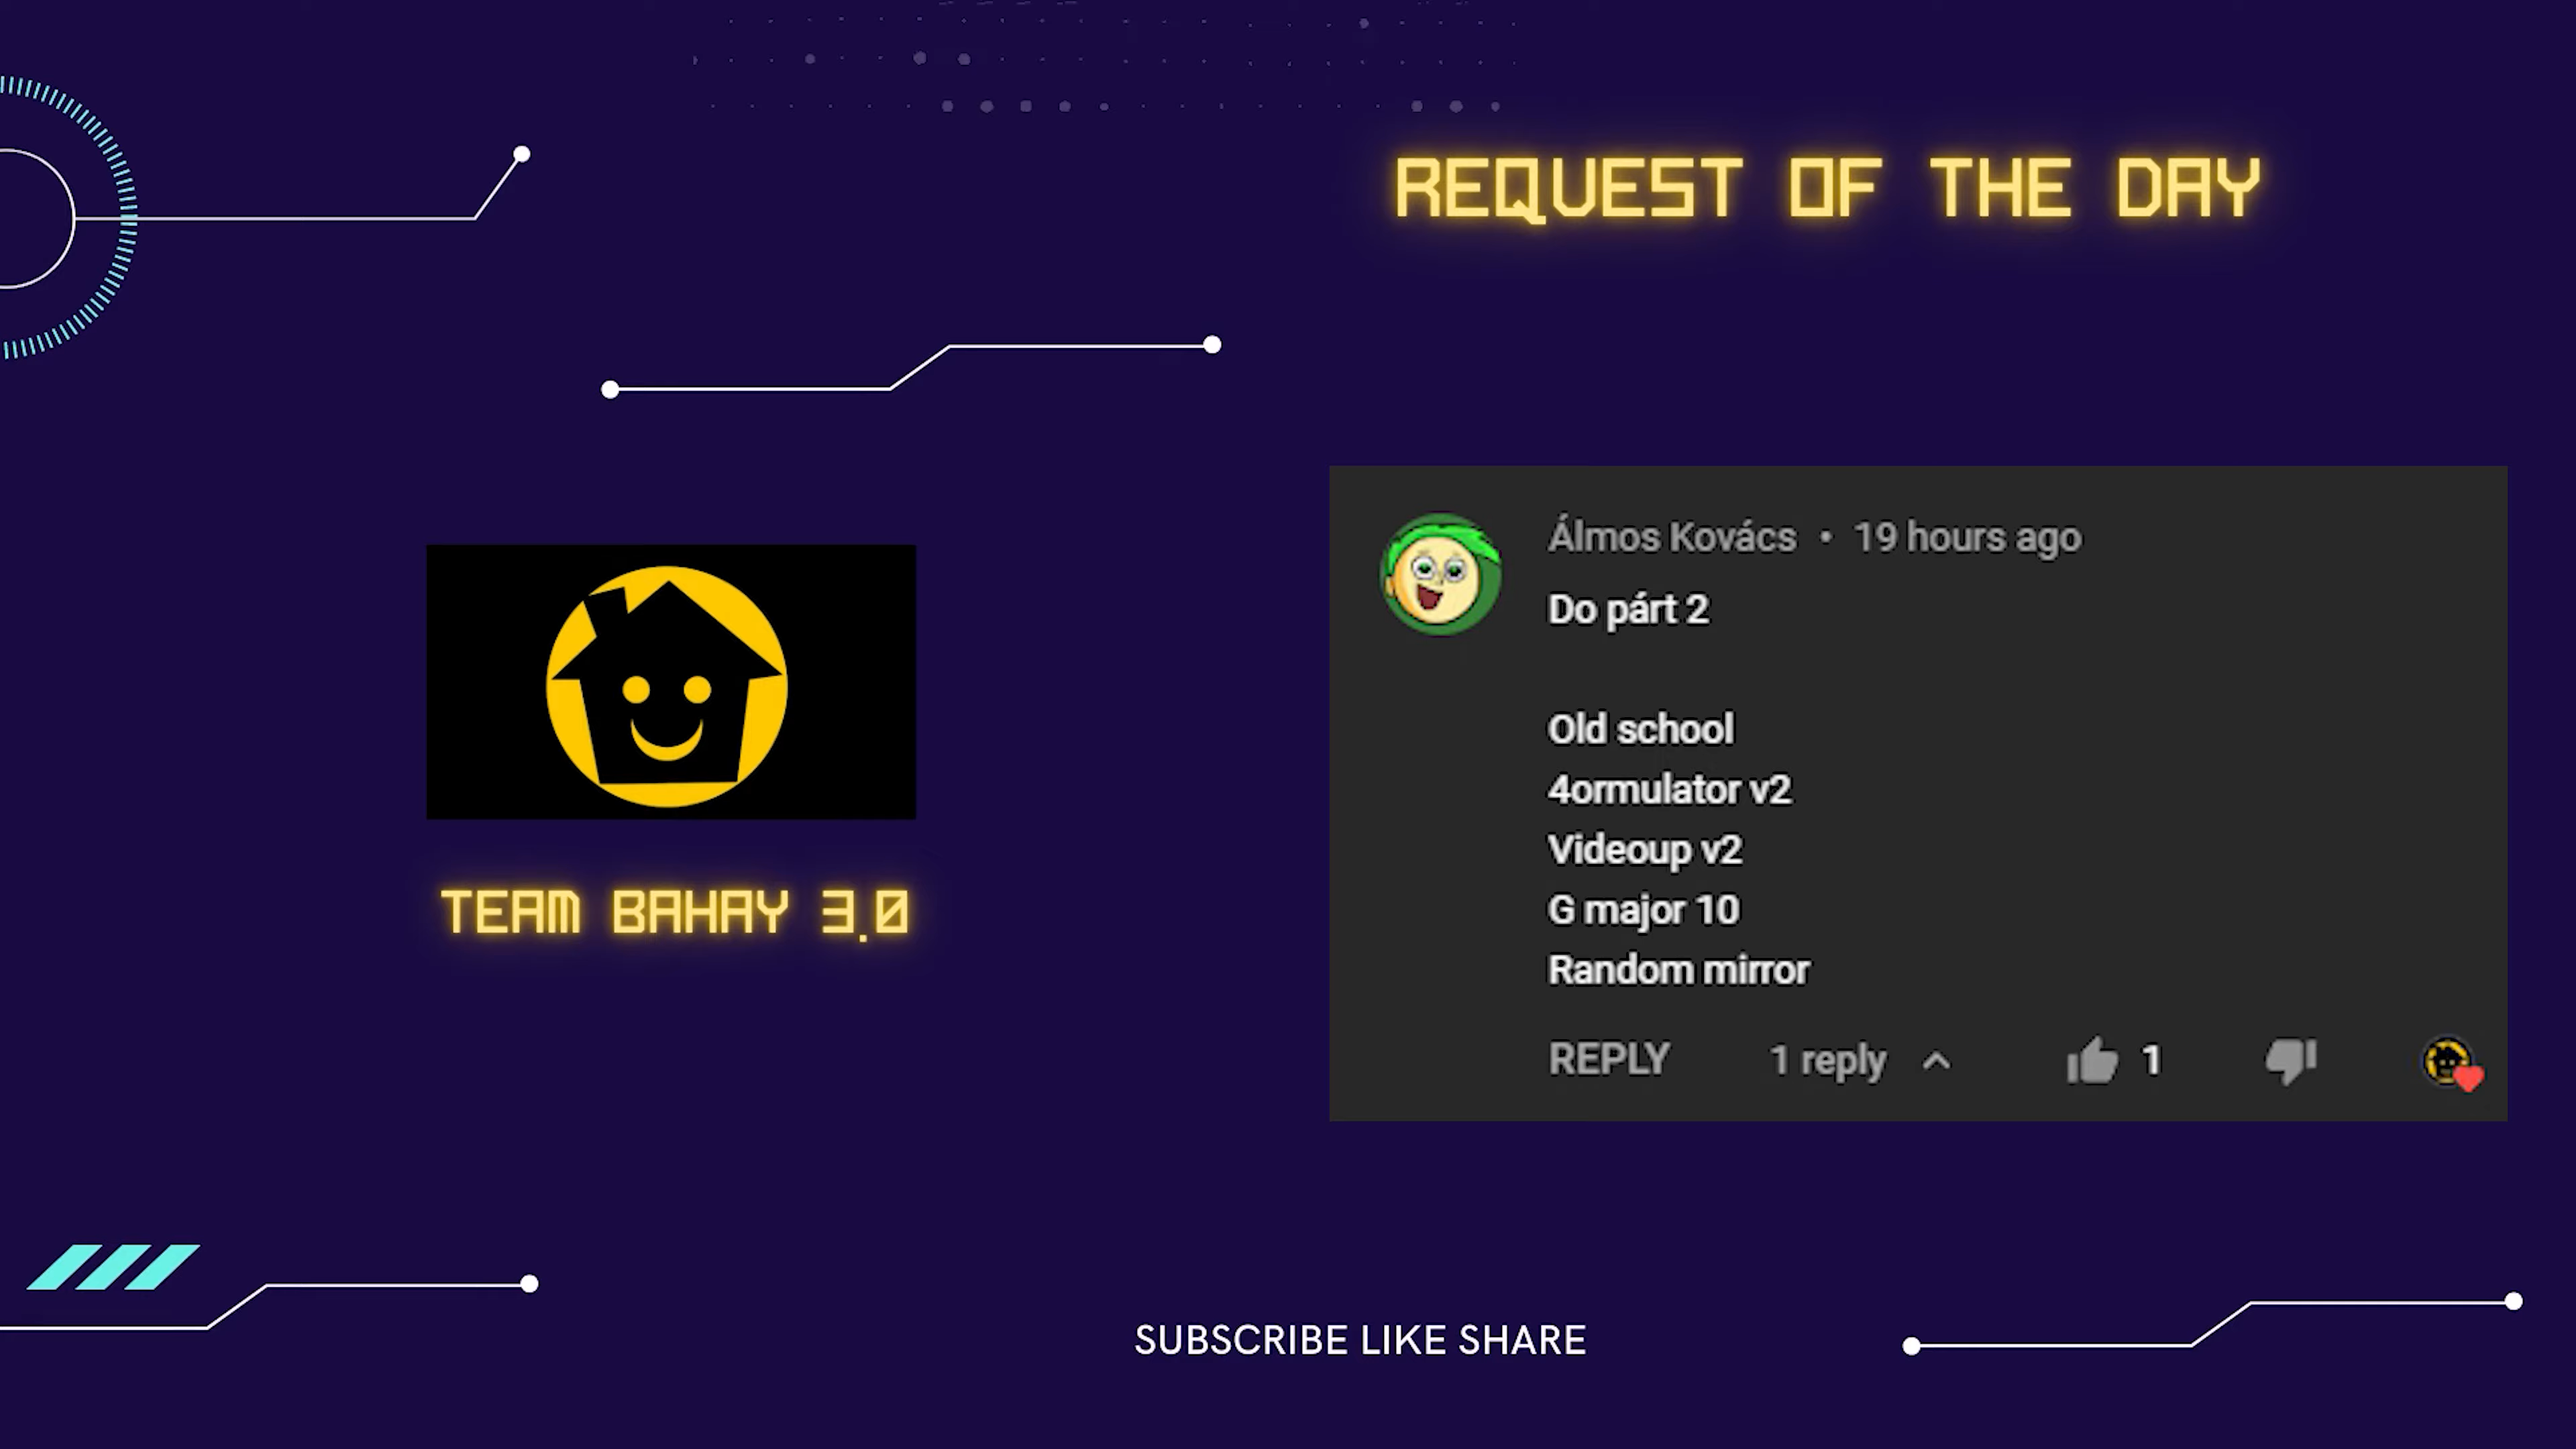 REQUEST OF THE DAY
TEAM BAHAY 3.0
Álmos Kovács • 19 hours ago
Do párt 2
Old school
4ormulator v2
Videoup v2
G major 10
Random mirror
REPLY 1 reply 1
SUBSCRIBE LIKE SHARE